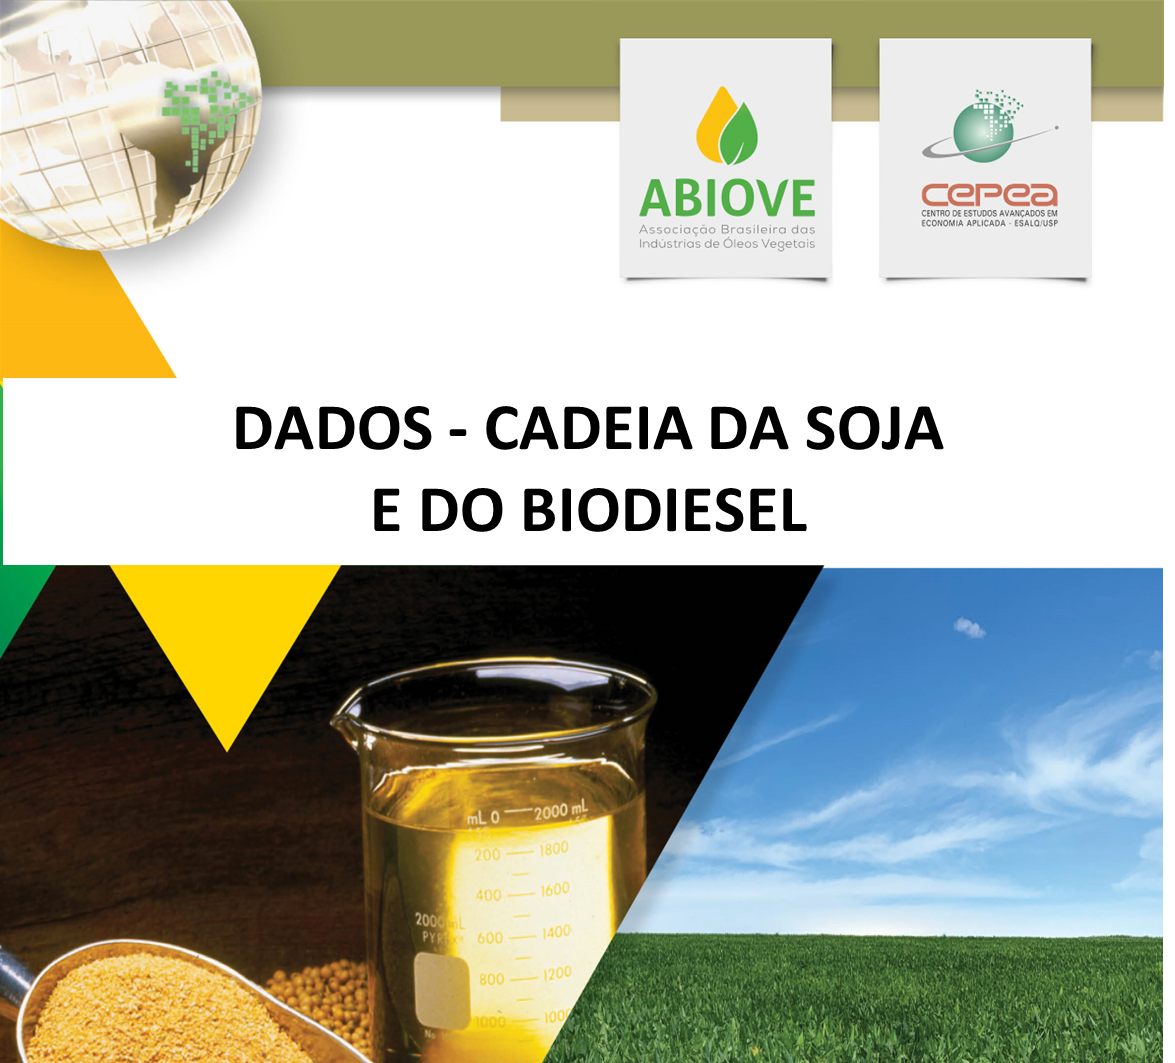 ABIOVE
Associação Brasileira das
Indústrias de Óleos Vegetais
CEPEA
CENTRO DE ESTUDOS AVANÇADOS EM
ECONOMIA APLICADA - ESALQ/USP
DADOS - CADEIA DA SOJA
E DO BIODIESEL
mL 0 2000 mL
200 1800
400 1600
2000 mL
PYREX
600 1400
800 1200
1000 1000
No